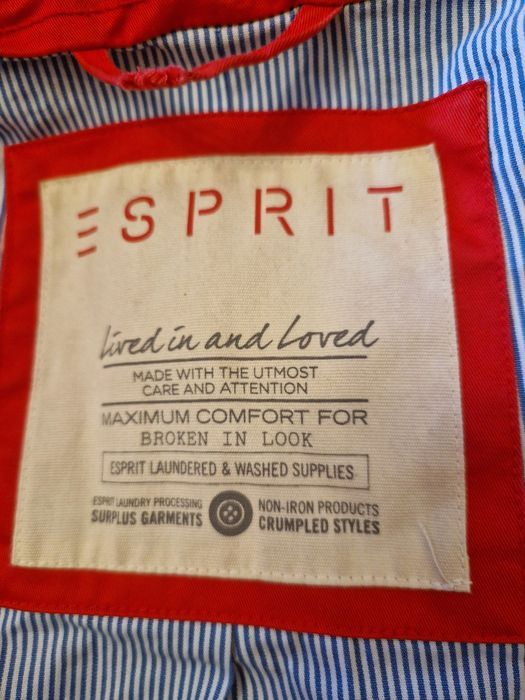 ESPRIT
Lived in and Loved
MADE WITH THE UTMOST
CARE AND ATTENTION
MAXIMUM COMFORT FOR
BROKEN IN LOOK
ESPRIT LAUNDERED & WASHED SUPPLIES
ESPRIT LAUNDRY PROCESSING
SURPLUS GARMENTS
NON-IRON PRODUCTS
CRUMPLED STYLES